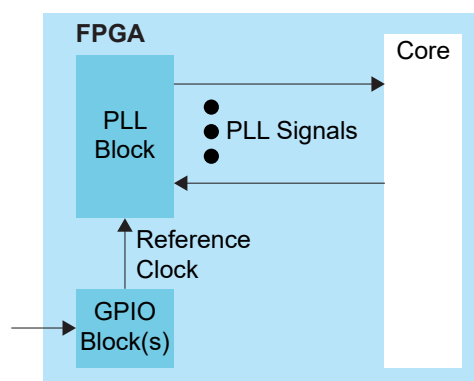 FPGA
Core
PLL
Block
PLL Signals
Reference
Clock
GPIO
Block(s)